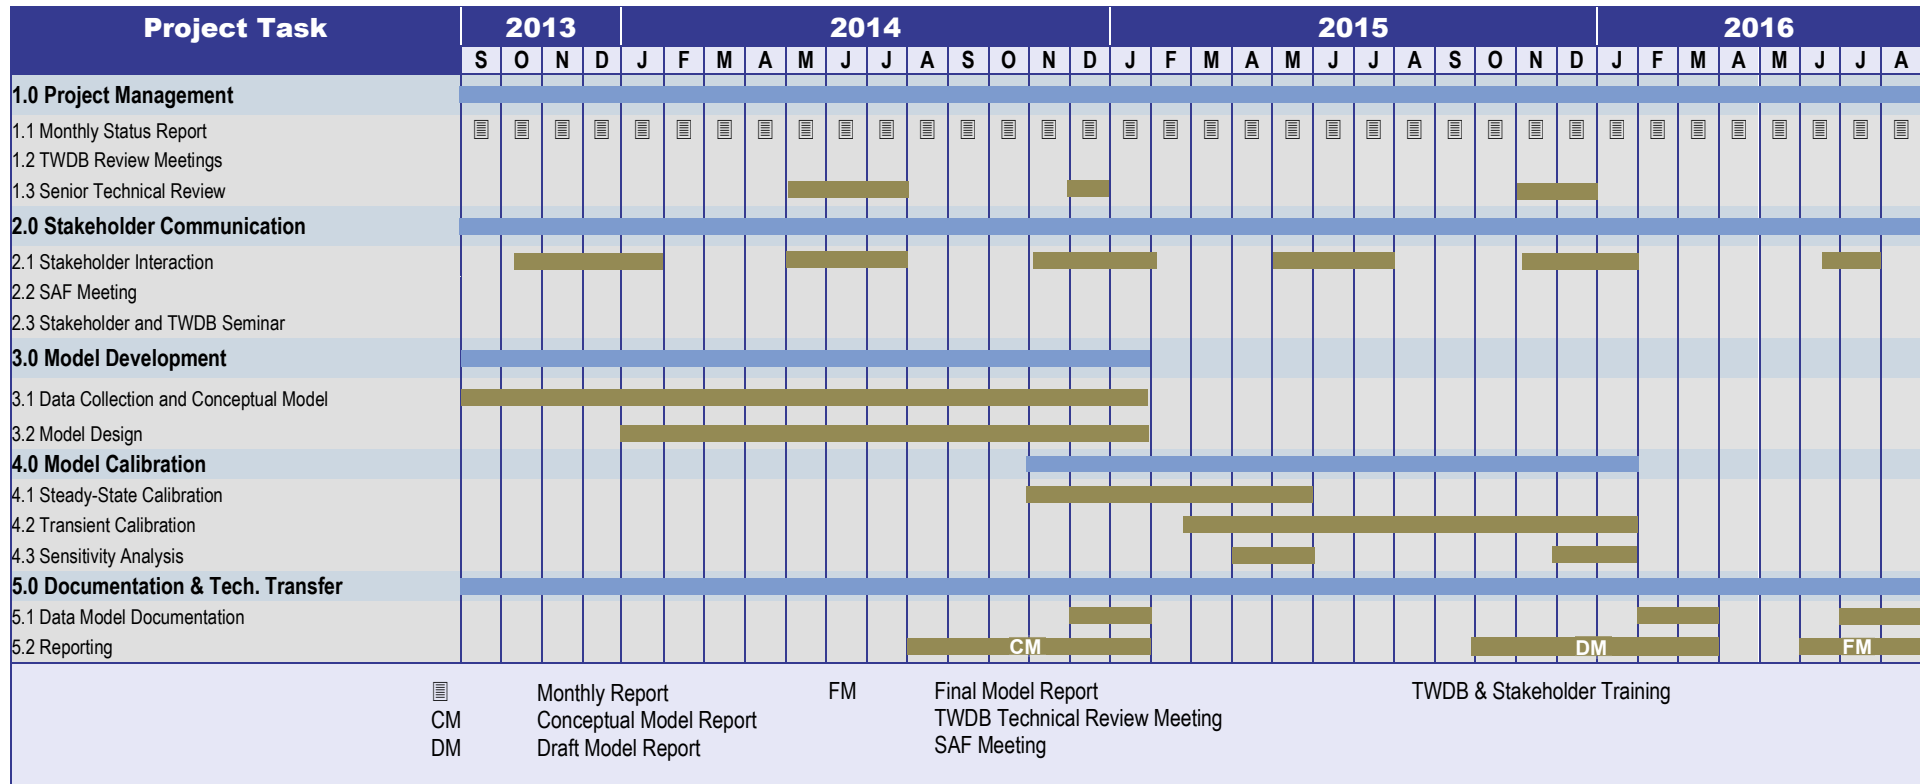 Project Task 2013 2014 2015 2016
S O N D J F M A M J J A S O N D J F M A M J J A S O N D J F M A M J J A
1.0 Project Management
1.1 Monthly Status Report
1.2 TWDB Review Meetings
1.3 Senior Technical Review
2.0 Stakeholder Communication
2.1 Stakeholder Interaction
2.2 SAF Meeting
2.3 Stakeholder and TWDB Seminar
3.0 Model Development
3.1 Data Collection and Conceptual Model
3.2 Model Design
4.0 Model Calibration
4.1 Steady-State Calibration
4.2 Transient Calibration
4.3 Sensitivity Analysis
5.0 Documentation & Tech. Transfer
5.1 Data Model Documentation
5.2 Reporting CM DM FM
Monthly Report FM Final Model Report TWDB & Stakeholder Training
CM Conceptual Model Report TWDB Technical Review Meeting
DM Draft Model Report SAF Meeting